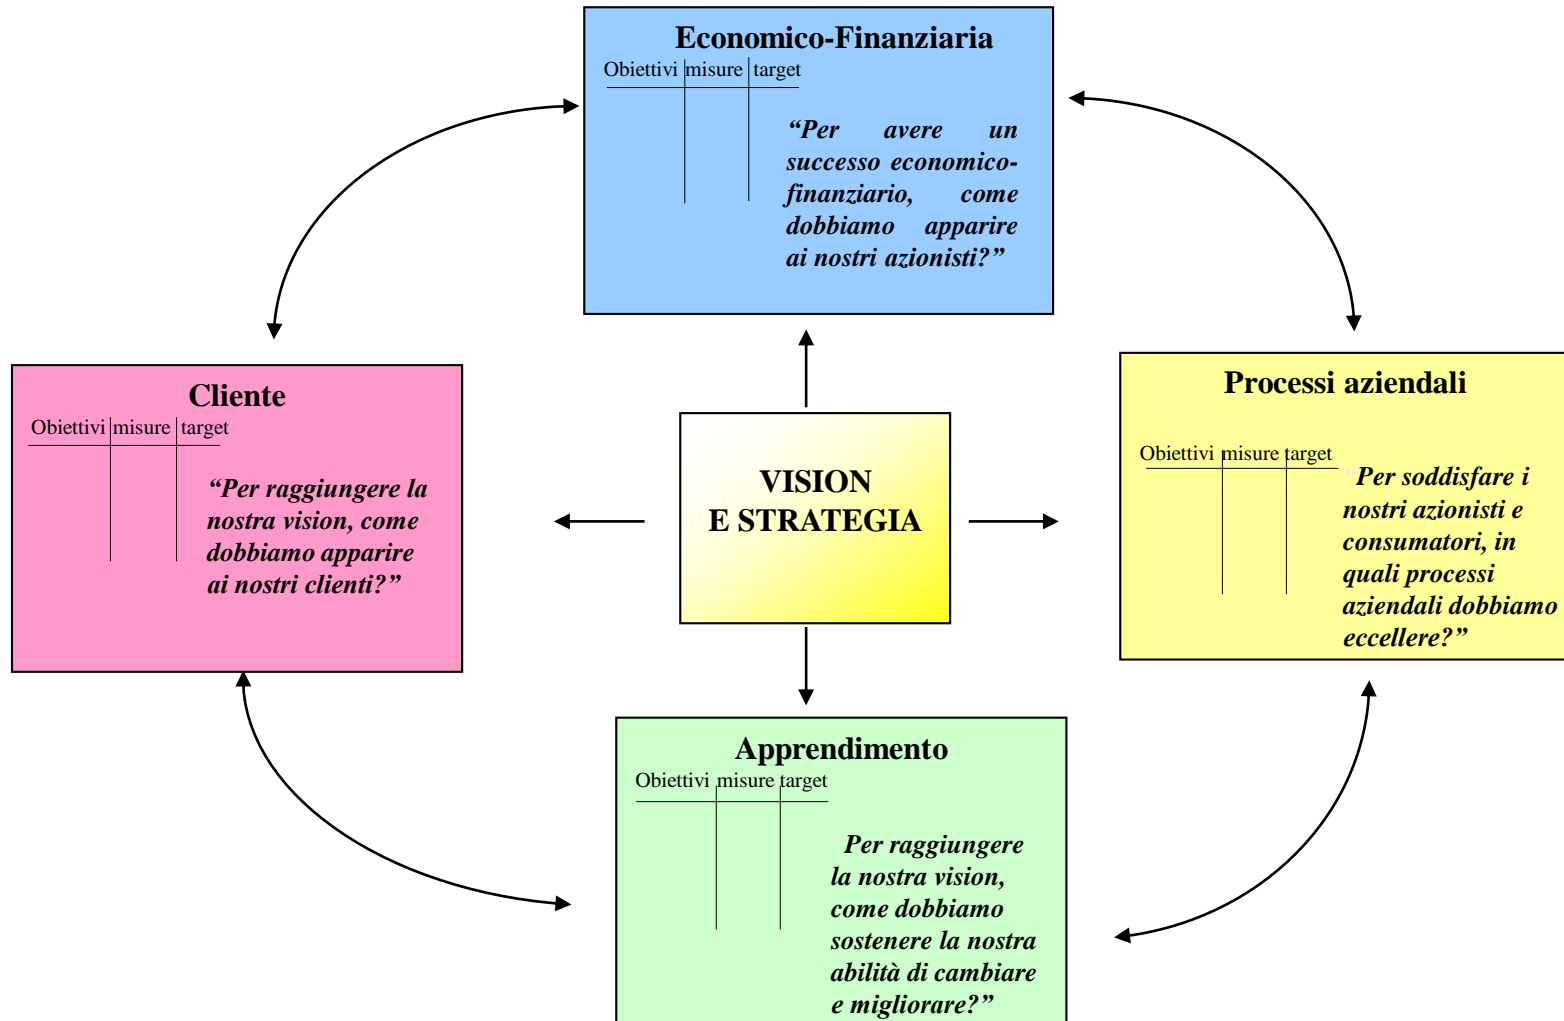 Economico-Finanziaria
Obiettivi misure target
“Per avere un
successo economico-
finanziario, come
dobbiamo apparire
ai nostri azionisti?”
Cliente
Obiettivi misure target
“Per raggiungere la
nostra vision, come
dobbiamo apparire
ai nostri clienti?”
VISION
E STRATEGIA
Processi aziendali
Obiettivi misure target
“Per soddisfare i
nostri azionisti e
consumatori, in
quali processi
aziendali dobbiamo
eccellere?”
Apprendimento
Obiettivi misure target
“Per raggiungere
la nostra vision,
come dobbiamo
sostenere la nostra
abilità di cambiare
e migliorare?”